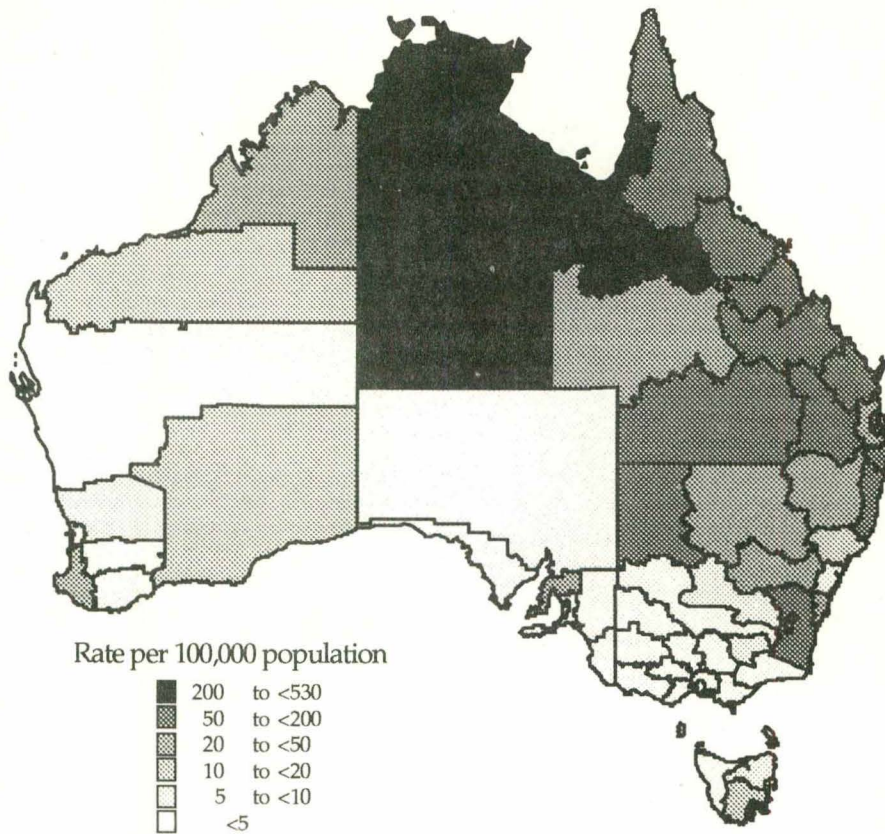 Rate per 100,000 population
200 to <530
50 to <200
20 to <50
10 to <20
5 to <10
<5